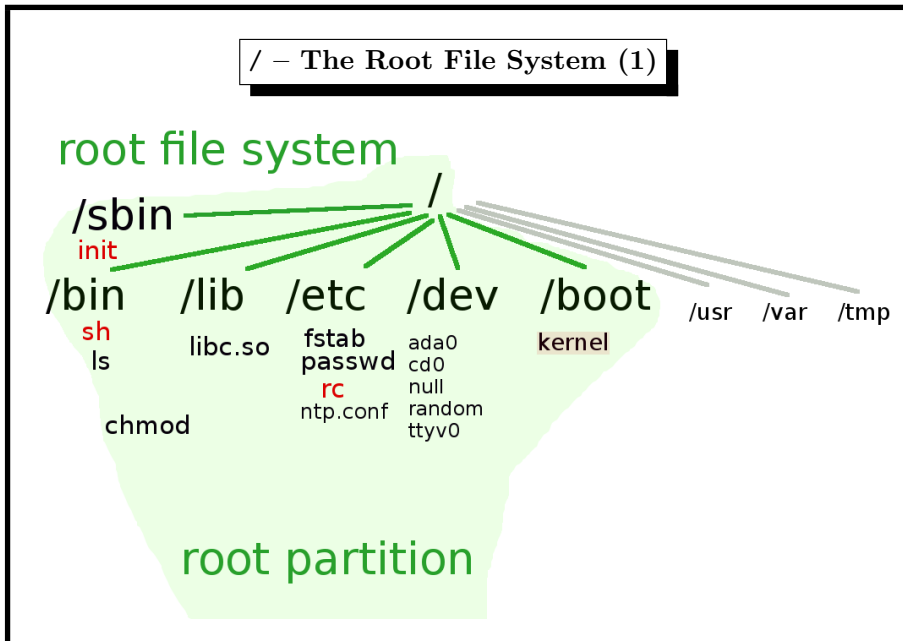 / – The Root File System (1)
root file system
/
/sbin
init
/bin /lib /etc /dev /boot /usr /var /tmp
sh
ls
chmod
libc.so
fstab
passwd
rc
ntp.conf
ada0
cd0
null
random
ttyv0
kernel
root partition